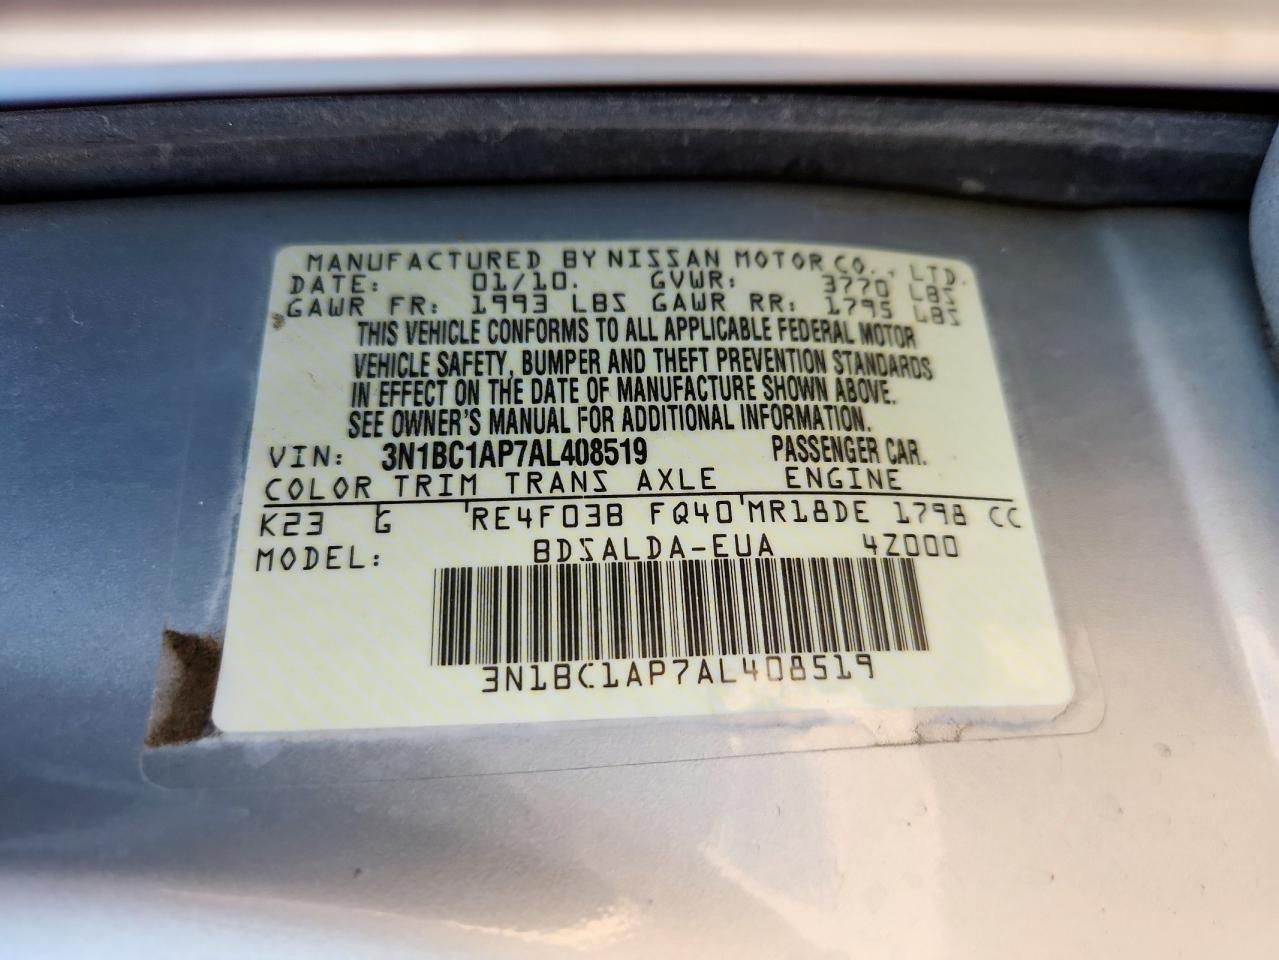 MANUFACTURED BY NISSAN MOTOR CO., LTD.
DATE: 01/10. GVWR: 3770 LBS
GAWR FR: 1993 LBS GAWR RR: 1795 LBS
THIS VEHICLE CONFORMS TO ALL APPLICABLE FEDERAL MOTOR
VEHICLE SAFETY, BUMPER AND THEFT PREVENTION STANDARDS
IN EFFECT ON THE DATE OF MANUFACTURE SHOWN ABOVE.
SEE OWNER'S MANUAL FOR ADDITIONAL INFORMATION.
VIN: 3N1BC1AP7AL408519 PASSENGER CAR.
COLOR TRIM TRANS AXLE ENGINE
K23 G RE4F03B FQ40 MR18DE 1798 CC
MODEL: BDSALDA-EUA 4Z000
3N1BC1AP7AL408519